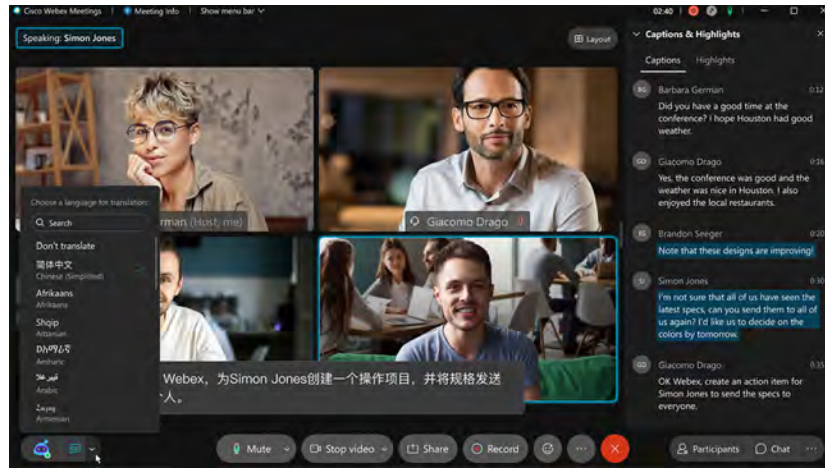 Cisco Webex Meetings
Meeting Info
Show menu bar
02:40
Speaking: Simon Jones
Layout
rman (Host, me)
Giacomo Drago
Choose a language for translation:
Search
Don't translate
简体中文
Chinese (Simplified)
Afrikaans
Afrikaans
Shqip
Albanian
Amharic
Arabic
Armenian
Webex，为Simon Jones创建一个操作项目，并将规格发送
个人。
Mute
Stop video
Share
Record
Participants
Chat
Captions & Highlights
Captions
Highlights
BG
Barbara German
0:12
Did you have a good time at the
conference? I hope Houston had good
weather.
GD
Giacomo Drago
0:16
Yes, the conference was good and the
weather was nice in Houston. I also
enjoyed the local restaurants.
Brandon Seeger
0:20
Note that these designs are improving!
SJ
Simon Jones
0:30
I'm not sure that all of us have seen the
latest specs, can you send them to all of
us again? I'd like us to decide on the
colors by tomorrow.
GD
Giacomo Drago
0:35
OK Webex, create an action item for
Simon Jones to send the specs to
everyone.